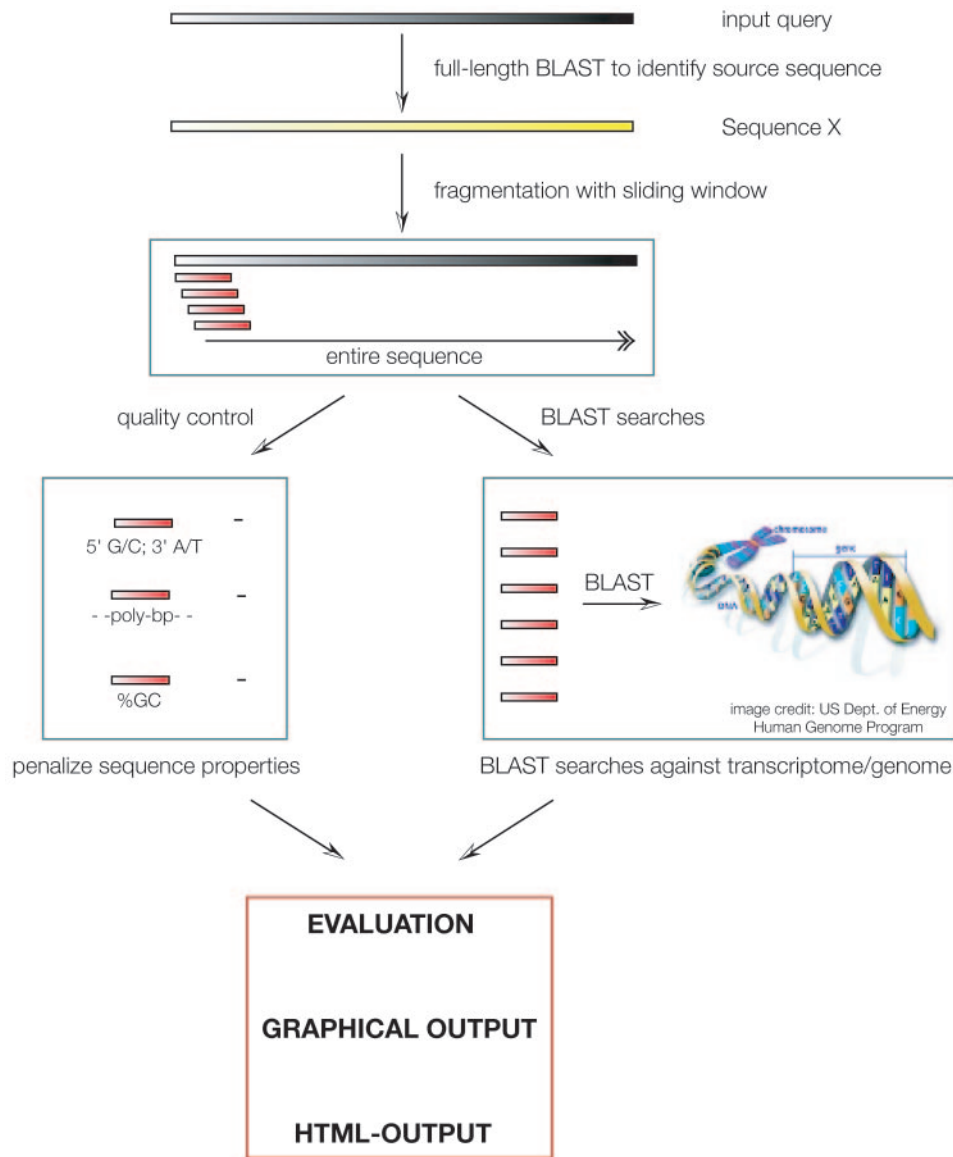 input query
full-length BLAST to identify source sequence
Sequence X
fragmentation with sliding window
entire sequence
quality control
BLAST searches
5' G/C; 3' A/T
- -poly-bp- -
%GC
BLAST
chromosome
gene
DNA
image credit: US Dept. of Energy
Human Genome Program
penalize sequence properties
BLAST searches against transcriptome/genome
EVALUATION
GRAPHICAL OUTPUT
HTML-OUTPUT